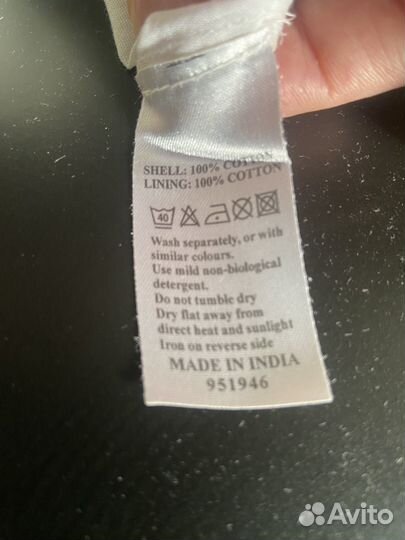 SHELL: 100% COTTON
LINING: 100% COTTON
40
Wash separately, or with
similar colours.
Use mild non-biological
detergent.
Do not tumble dry
Dry flat away from
direct heat and sunlight
Iron on reverse side
MADE IN INDIA
951946
Avito